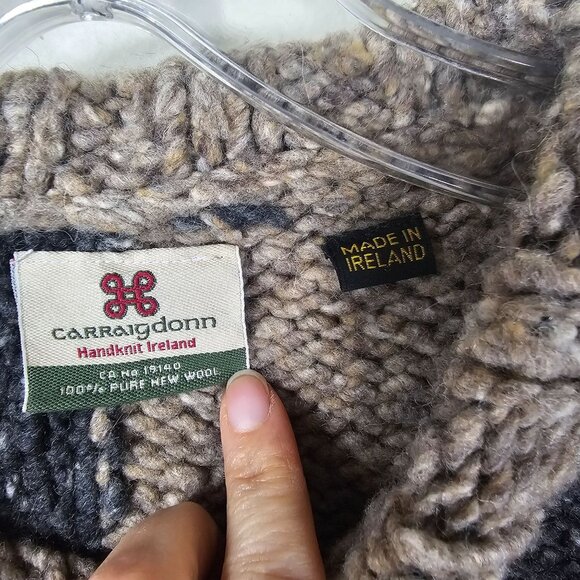 carraigdonn
Handknit Ireland
CA No 19140
100% PURE NEW WOOL
MADE IN
IRELAND